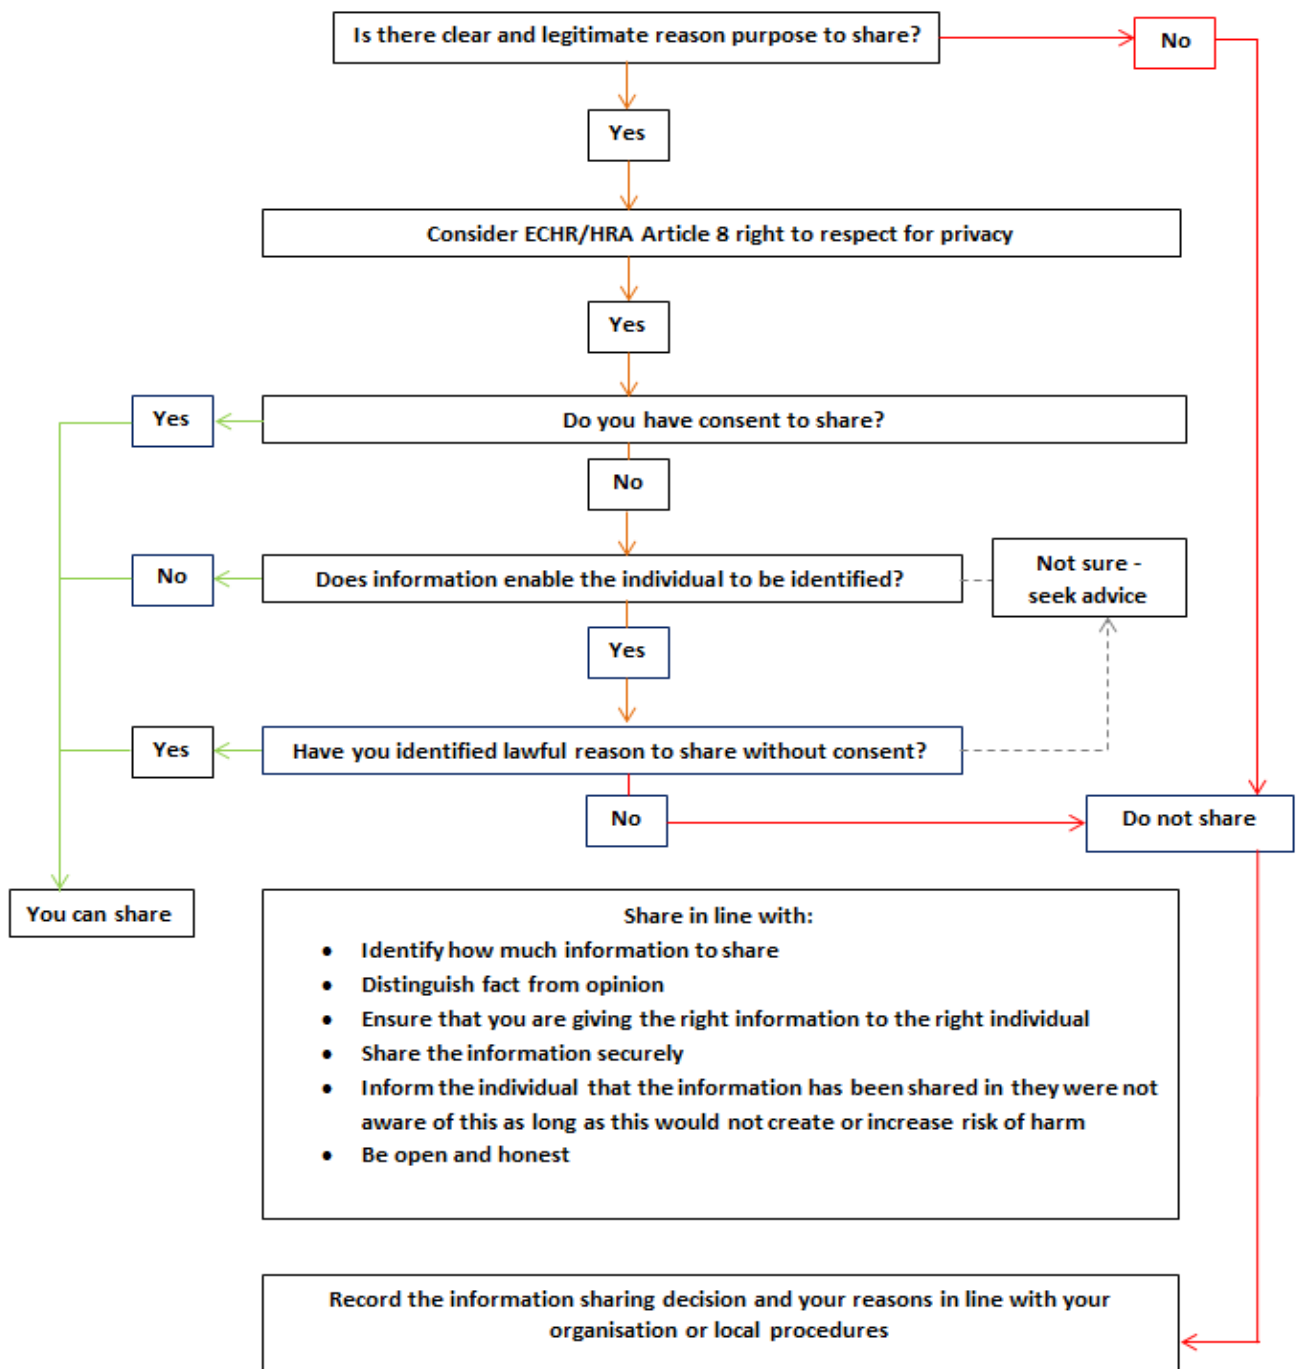 Is there clear and legitimate reason purpose to share?
No
Yes
Consider ECHR/HRA Article 8 right to respect for privacy
Yes
Yes
Do you have consent to share?
No
No
Does information enable the individual to be identified?
Not sure -
seek advice
Yes
Yes
Have you identified lawful reason to share without consent?
No
Do not share
You can share
Share in line with:
• Identify how much information to share
• Distinguish fact from opinion
• Ensure that you are giving the right information to the right individual
• Share the information securely
• Inform the individual that the information has been shared in they were not
aware of this as long as this would not create or increase risk of harm
• Be open and honest
Record the information sharing decision and your reasons in line with your
organisation or local procedures